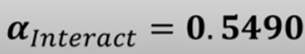 α_Interact = 0.5490